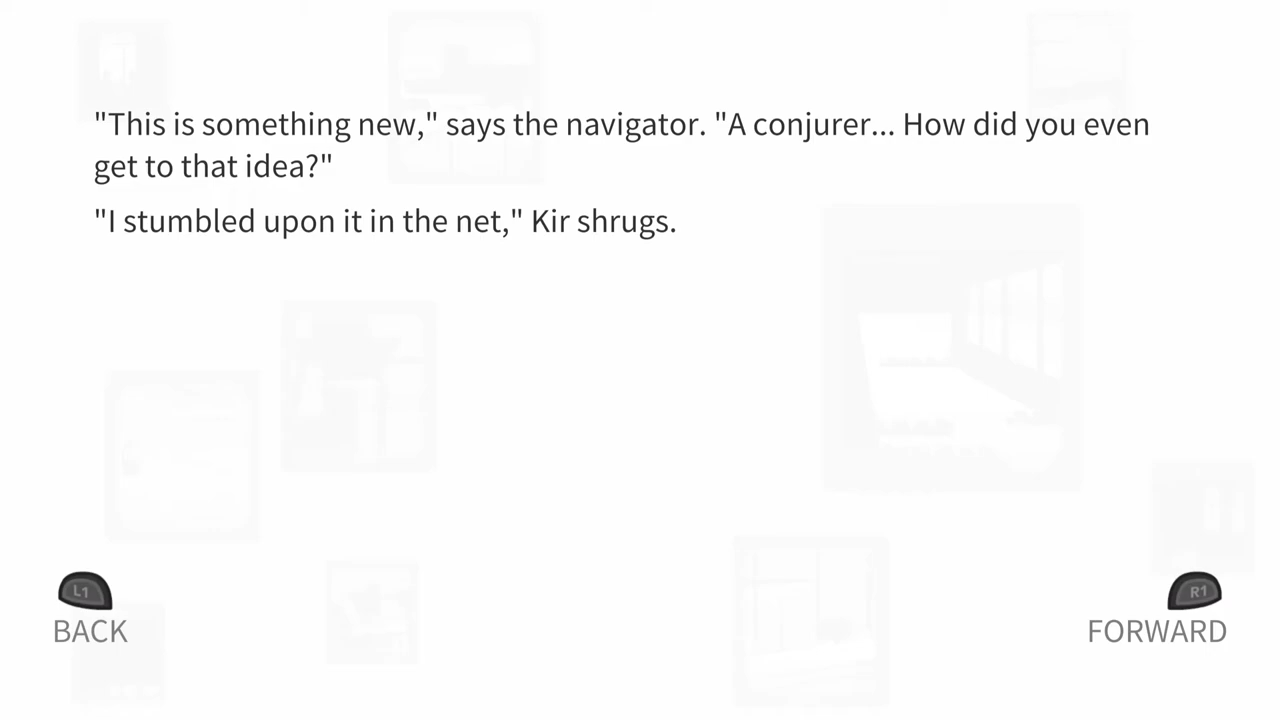 "This is something new," says the navigator. "A conjurer... How did you even
get to that idea?"
"I stumbled upon it in the net," Kir shrugs.
L1
R1
BACK
FORWARD